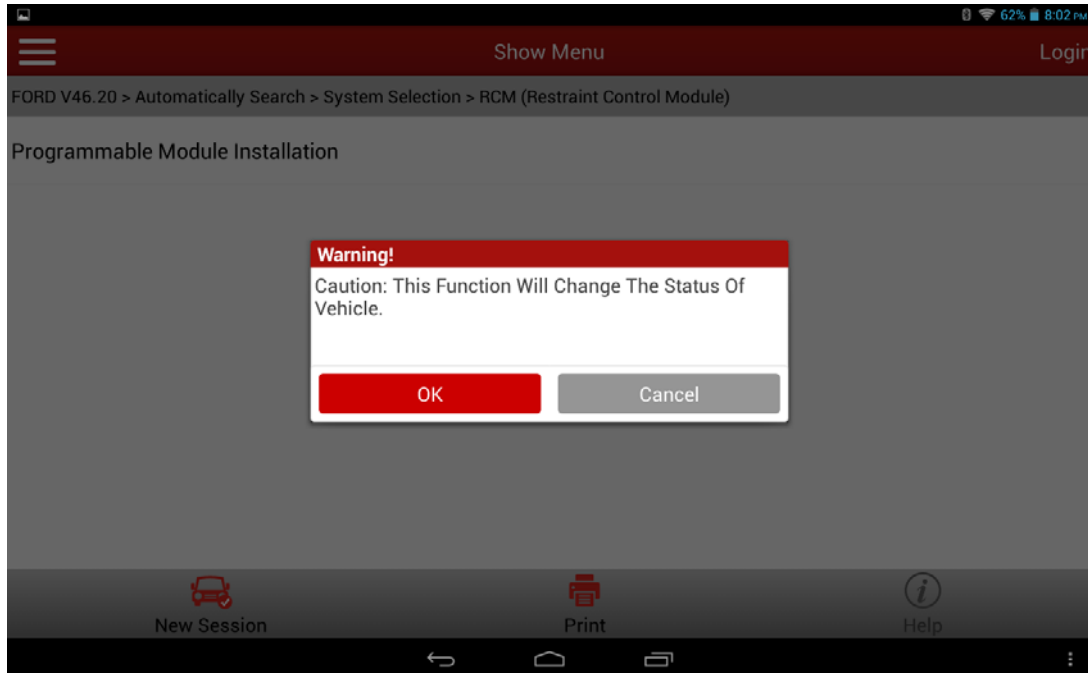 62% 8:02 PM
Show Menu
Login
FORD V46.20 > Automatically Search > System Selection > RCM (Restraint Control Module)
Programmable Module Installation
Warning!
Caution: This Function Will Change The Status Of
Vehicle.
OK
Cancel
New Session
Print
Help